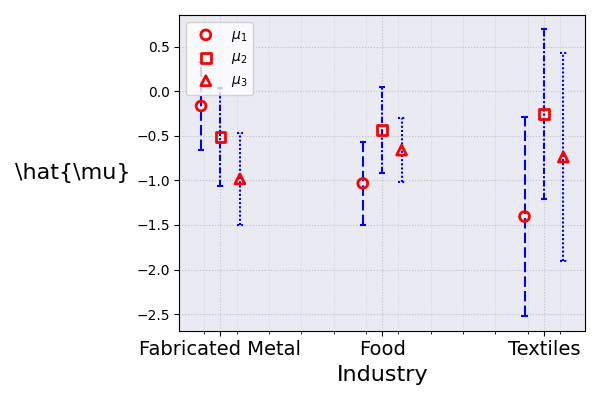 μ1
μ2
μ3
0.5
0.0
−0.5
−1.0
−1.5
−2.0
−2.5
\hat{\mu}
Fabricated Metal Food Textiles
Industry